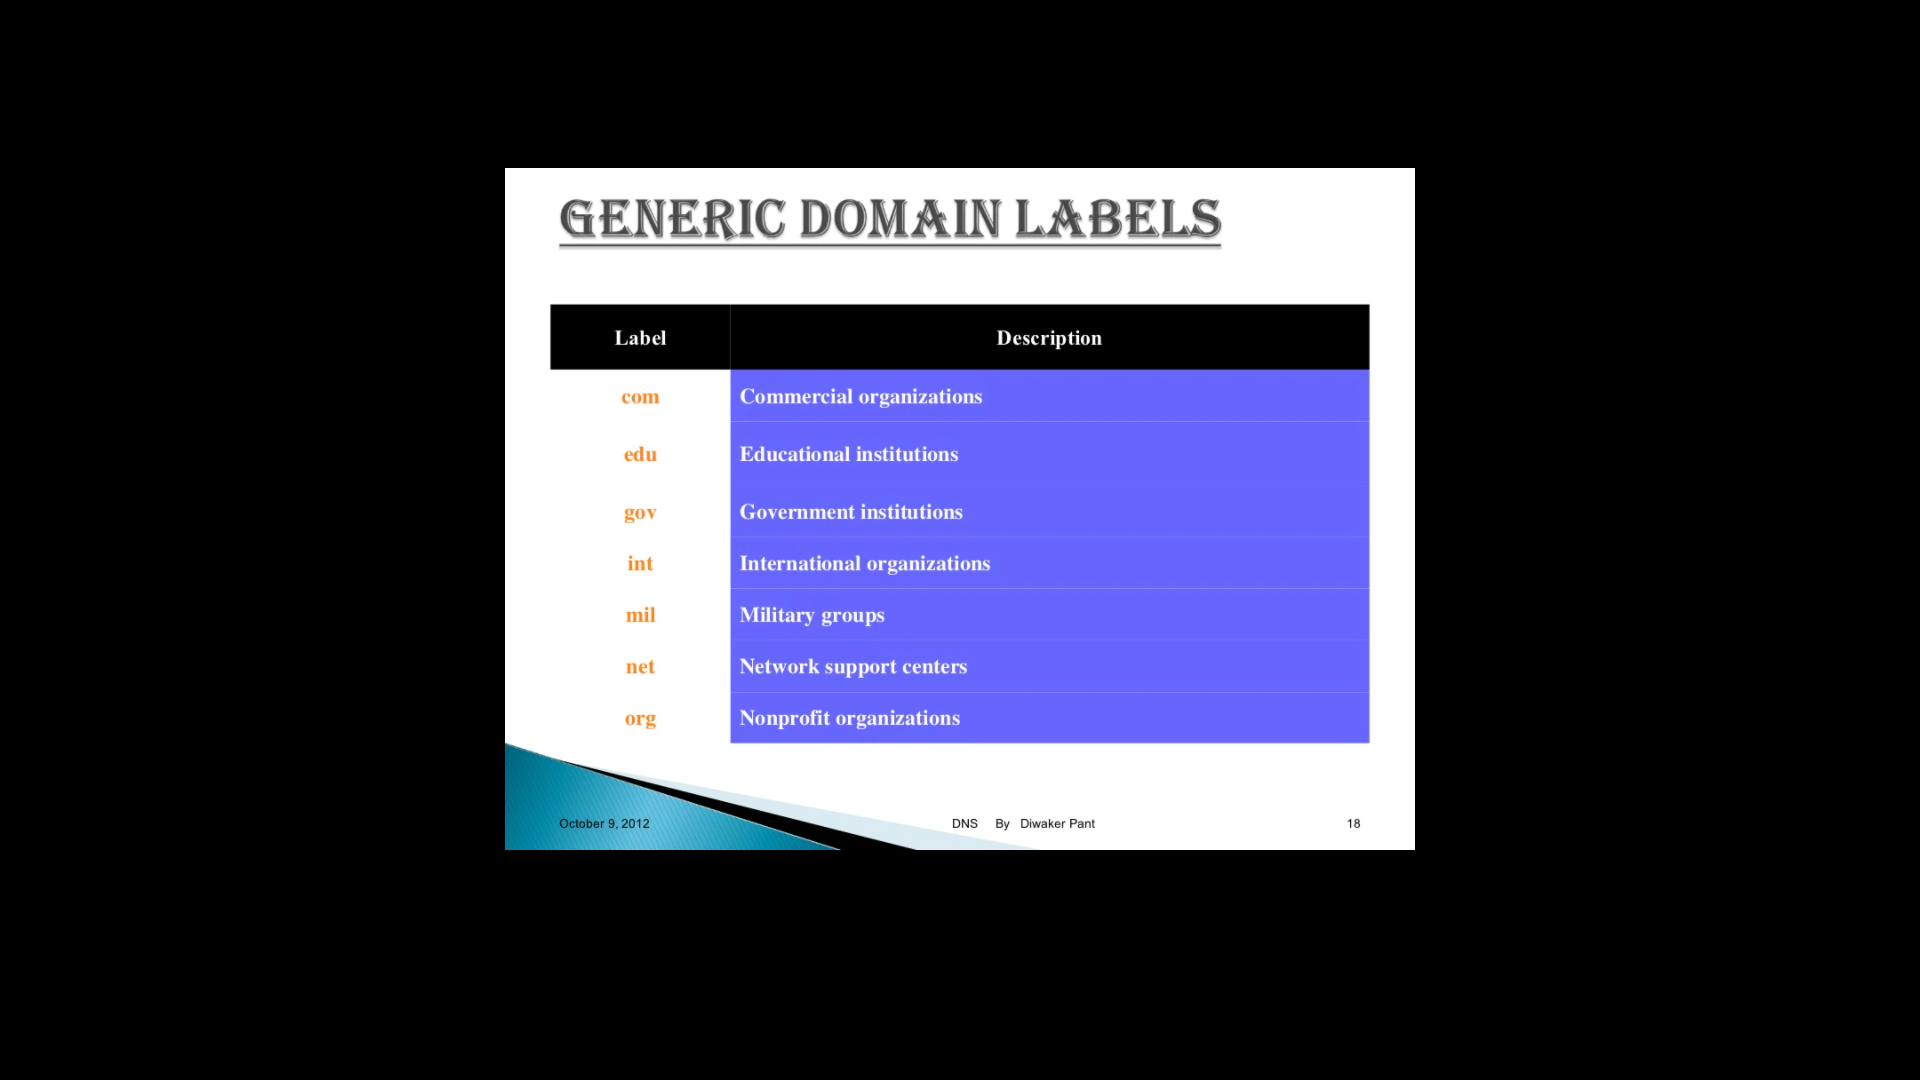 GENERIC DOMAIN LABELS
Label Description
com Commercial organizations
edu Educational institutions
gov Government institutions
int International organizations
mil Military groups
net Network support centers
org Nonprofit organizations
October 9, 2012 DNS By Diwaker Pant 18